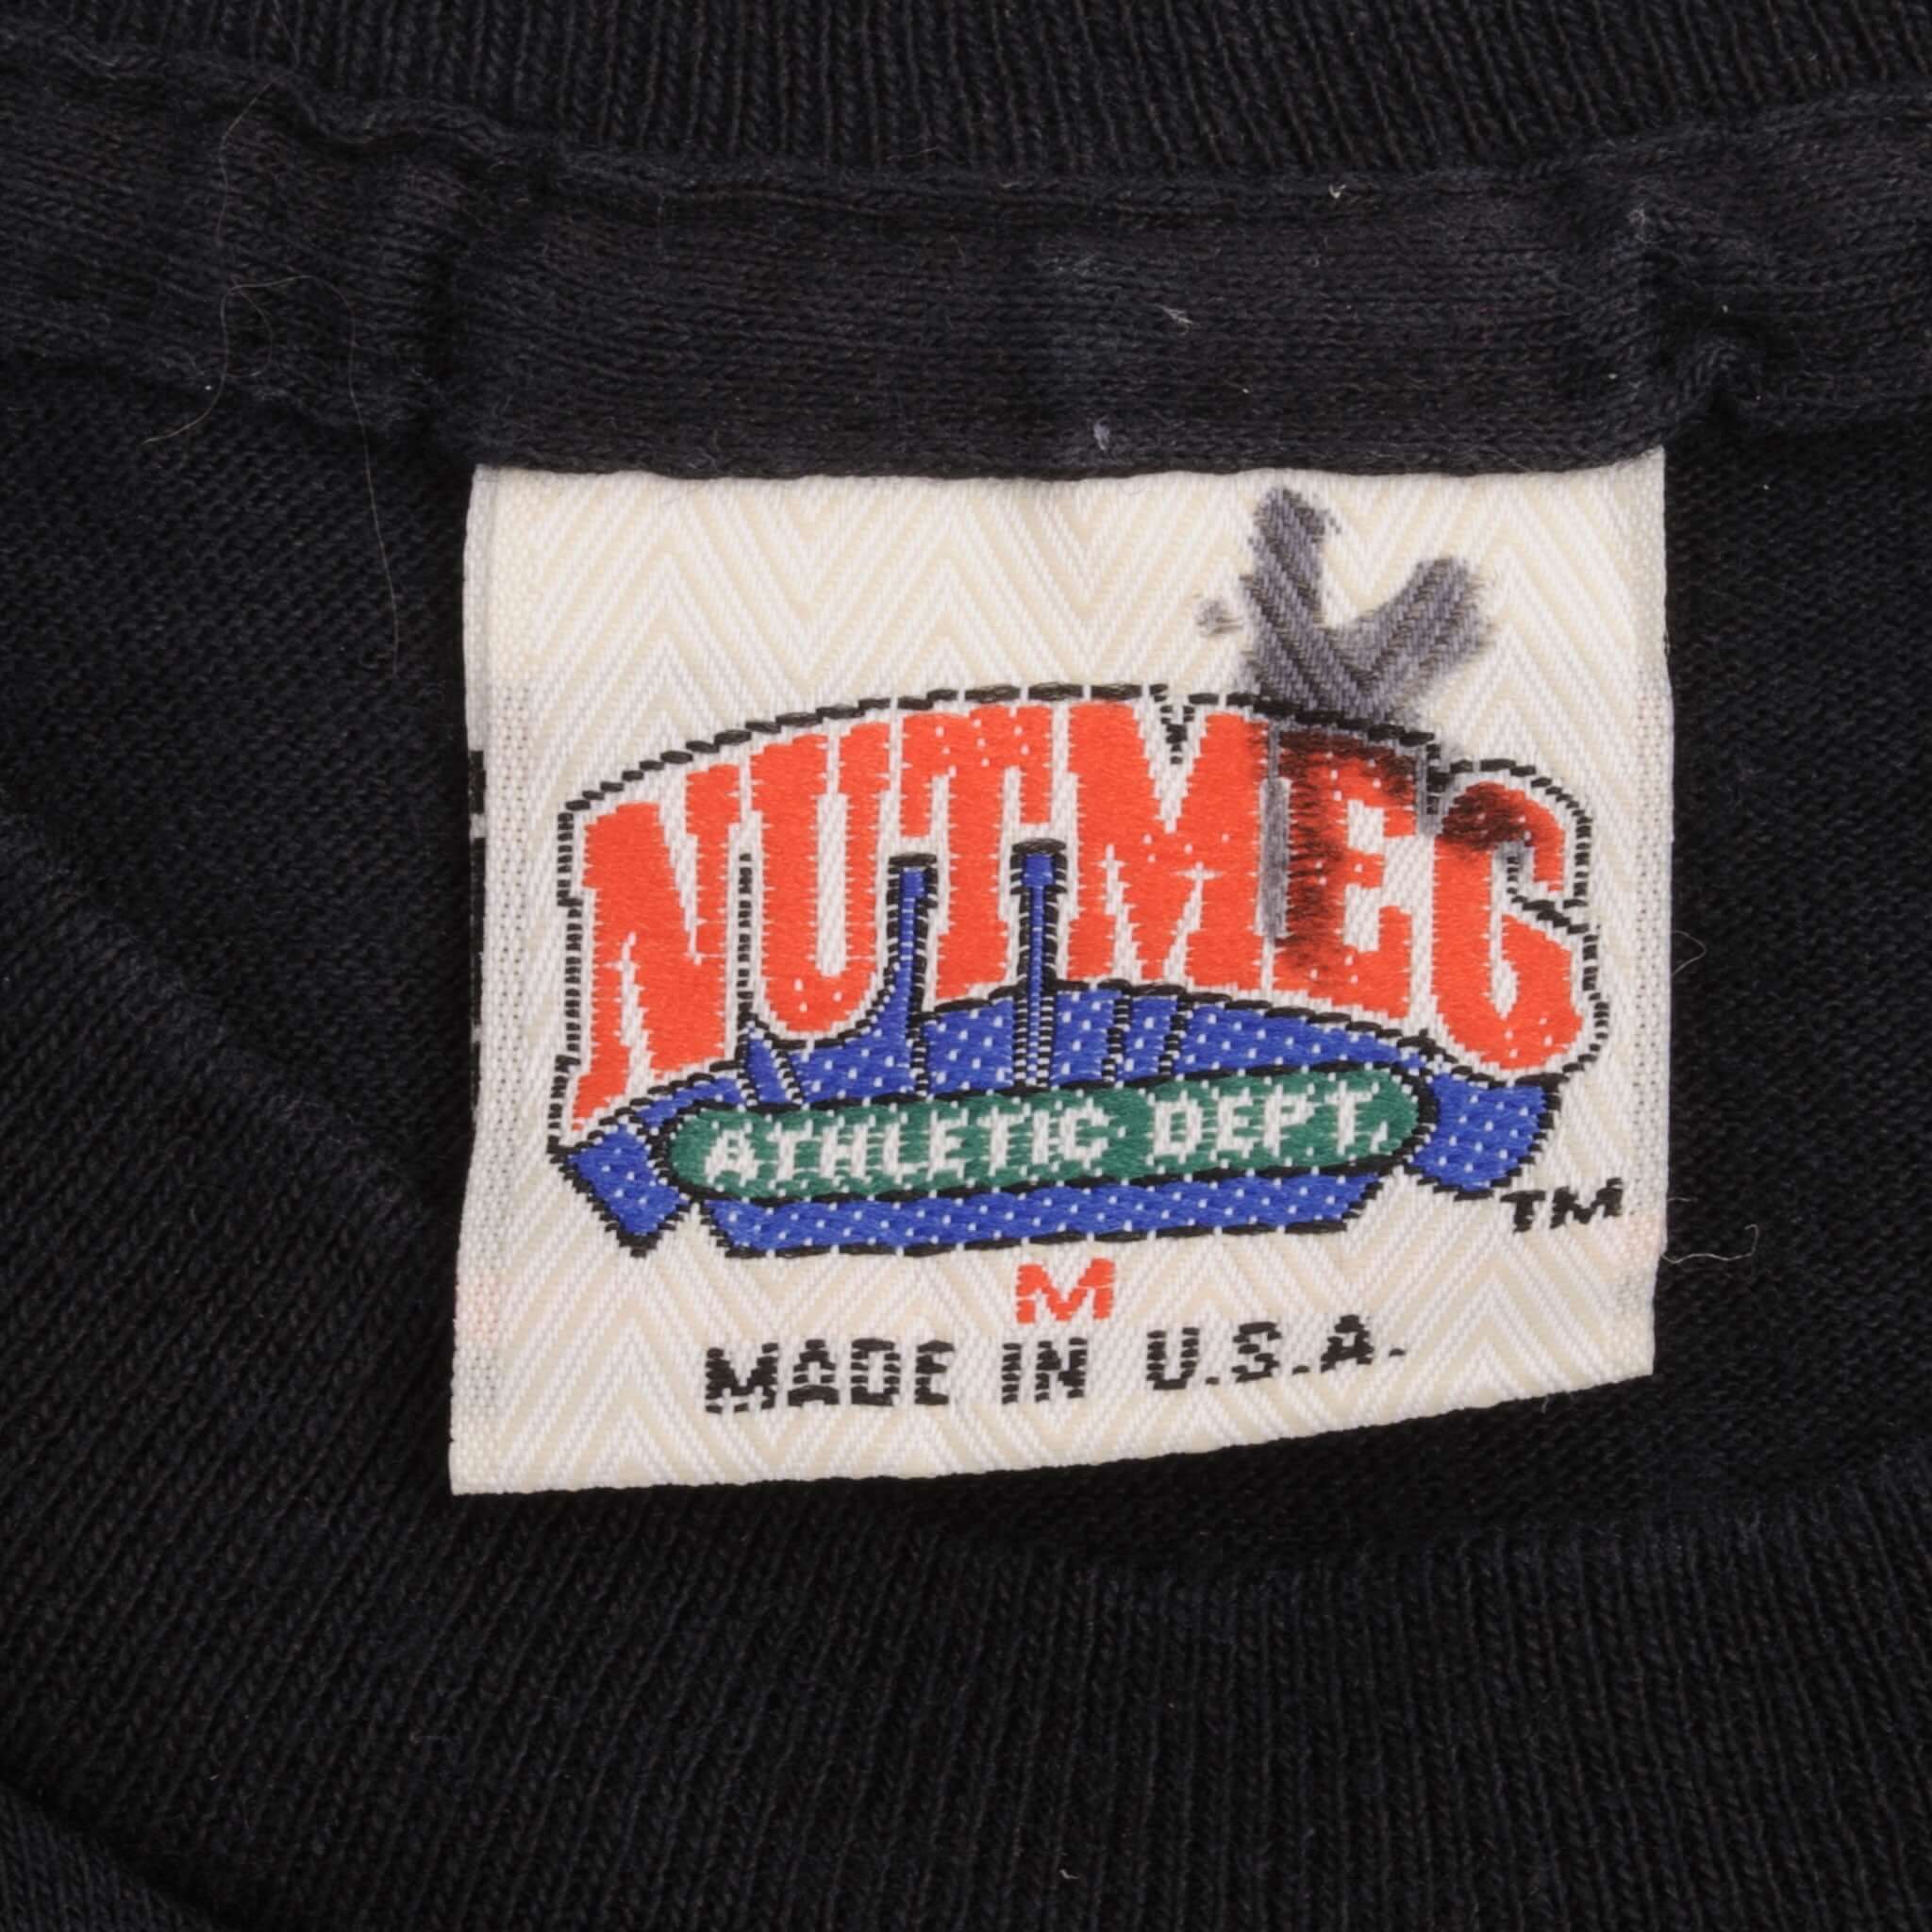 NUTMEG
ATHLETIC DEPT.
TM
M
MADE IN U.S.A.